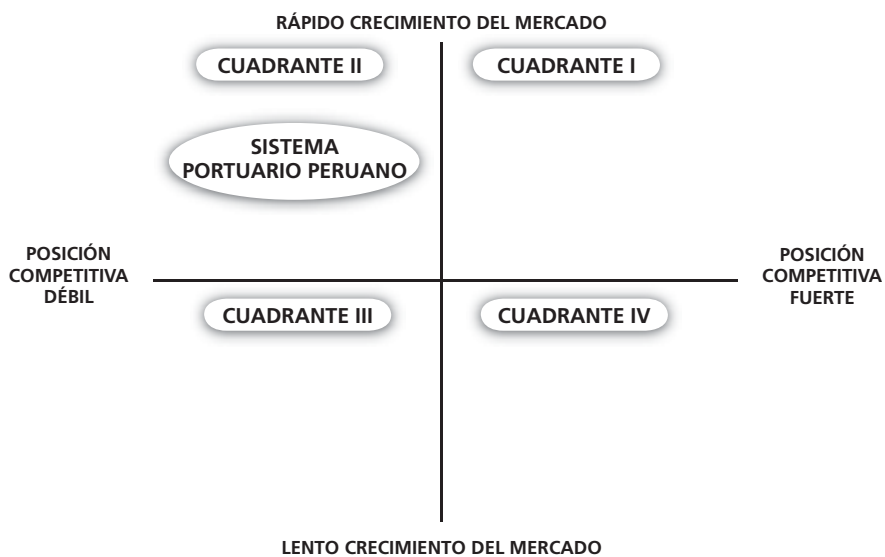 RÁPIDO CRECIMIENTO DEL MERCADO
CUADRANTE II
CUADRANTE I
SISTEMA
PORTUARIO PERUANO
POSICIÓN
COMPETITIVA
DÉBIL
POSICIÓN
COMPETITIVA
FUERTE
CUADRANTE III
CUADRANTE IV
LENTO CRECIMIENTO DEL MERCADO